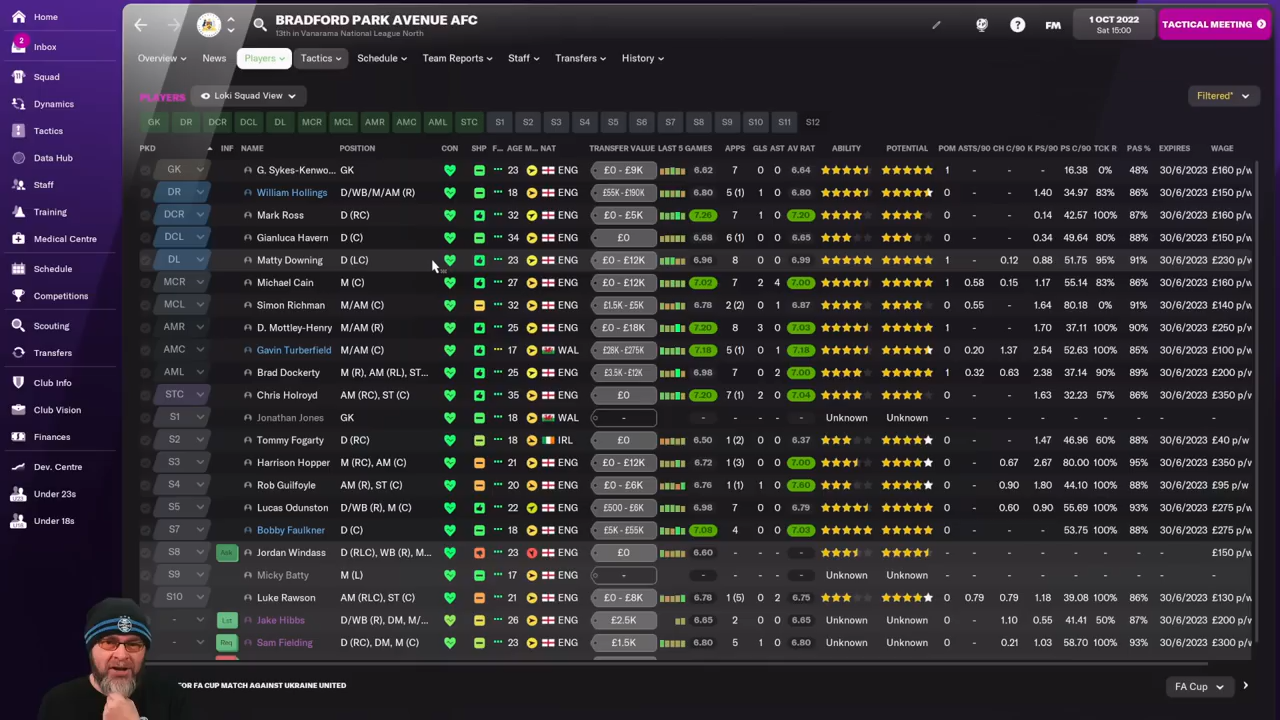 Home
2
Inbox
Squad
Dynamics
Tactics
Data Hub
Staff
Training
Medical Centre
Schedule
Competitions
Scouting
Transfers
Club Info
Club Vision
Finances
Dev. Centre
Under 23s
Under 18s
BRADFORD PARK AVENUE AFC
13th in Vanarama National League North
FM
1 OCT 2022
Sat 15:00
TACTICAL MEETING
Overview News Players Tactics Schedule Team Reports Staff Transfers History
PLAYERS
Loki Squad View
Filtered*
GK DR DCR DCL DL MCR MCL AMR AMC AML STC S1 S2 S3 S4 S5 S6 S7 S8 S9 S10 S11 S12
PKD INF NAME POSITION CON SHP F... AGE M... NAT TRANSFER VALUE LAST 5 GAMES APPS GLS AST AV RAT ABILITY POTENTIAL POM ASTS/90 CH C/90 K PS/90 PS C/90 TCK R PAS % EXPIRES WAGE
GK G. Sykes-Kenwo... GK 23 ENG £0 - £9K 6.62 7 0 0 6.64 1 - - - 16.38 0% 48% 30/6/2023 £160 p/w
DR William Hollings D/WB/M/AM (R) 18 ENG £55K - £190K 6.80 5 (1) 0 0 6.80 0 - - 1.40 34.97 83% 86% 30/6/2023 £160 p/w
DCR Mark Ross D (RC) 32 ENG £0 - £5K 7.26 7 1 0 7.20 0 - - 0.14 42.57 100% 87% 30/6/2023 £160 p/w
DCL Gianluca Havern D (C) 34 ENG £0 6.68 6 (1) 0 0 6.65 0 - - 0.34 49.64 80% 88% 30/6/2023 £150 p/w
DL Matty Downing D (LC) 23 ENG £0 - £12K 6.96 8 0 0 6.99 1 - 0.12 0.88 51.75 95% 91% 30/6/2023 £230 p/w
MCR Michael Cain M (C) 27 ENG £0 - £12K 7.02 7 2 4 7.00 1 0.58 0.15 1.17 55.14 83% 86% 30/6/2023 £160 p/w
MCL Simon Richman M/AM (C) 32 ENG £1.5K - £5K 6.78 2 (2) 0 1 6.87 0 0.55 - 1.64 80.18 0% 91% 30/6/2023 £140 p/w
AMR D. Mottley-Henry M/AM (R) 25 ENG £0 - £18K 7.20 8 3 0 7.03 1 - - 1.70 37.11 100% 90% 30/6/2023 £250 p/w
AMC Gavin Turberfield M/AM (C) 17 WAL £28K - £275K 7.18 5 (1) 0 1 7.18 0 0.20 1.37 2.54 52.63 100% 85% 30/6/2023 £100 p/w
AML Brad Dockerty M (R), AM (RL), ST... 25 ENG £3.5K - £12K 6.98 7 0 2 7.00 1 0.32 0.63 2.38 37.14 90% 89% 30/6/2023 £200 p/w
STC Chris Holroyd AM (RC), ST (C) 35 ENG £0 7.20 7 (1) 2 0 7.04 0 - - 1.63 32.23 57% 86% 30/6/2023 £350 p/w
S1 Jonathan Jones GK 18 WAL - - - - - - Unknown Unknown - - - - - - - - -
S2 Tommy Fogarty D (RC) 18 IRL £0 6.50 1 (2) 0 0 6.37 0 - - 1.47 46.96 60% 88% 30/6/2023 £40 p/w
S3 Harrison Hopper M (RC), AM (C) 21 ENG £0 - £12K 6.72 1 (3) 0 0 7.00 0 - 0.67 2.67 80.00 100% 95% 30/6/2023 £160 p/w
S4 Rob Guilfoyle AM (R), ST (C) 20 ENG £0 - £6K 6.76 1 (1) 1 0 7.60 0 - 0.90 1.80 44.10 100% 88% 30/6/2023 £95 p/w
S5 Lucas Odunston D/WB (R), M (C) 22 ENG £500 - £6K 6.98 7 0 0 6.79 0 - 0.60 0.90 55.69 100% 93% 30/6/2023 £275 p/w
S7 Bobby Faulkner D (C) 18 ENG £5K - £55K 7.08 4 0 0 7.03 0 - - - 53.75 100% 88% 30/6/2023 £275 p/w
S8 Ask Jordan Windass D (RLC), WB (R), M... 23 ENG £0 6.60 - - - - - - - - - - - £150 p/w
S9 Micky Batty M (L) 17 ENG - - - - - - Unknown Unknown - - - - - - - - -
S10 Luke Rawson AM (RLC), ST (C) 21 ENG £0 - £8K 6.78 1 (5) 0 2 6.75 0 0.79 0.79 1.18 39.08 100% 84% 30/6/2023 £130 p/w
- Lst Jake Hibbs D/WB (R), DM, M/... 26 ENG £2.5K 6.65 2 0 0 6.65 0 - 1.10 0.55 41.41 50% 87% 30/6/2023 £200 p/w
- Req Sam Fielding D (RC), DM, M (C) 23 ENG £1.5K 6.80 5 1 0 6.80 0 - 0.21 1.03 58.70 100% 93% 30/6/2023 £300 p/w
FOR FA CUP MATCH AGAINST UKRAINE UNITED
FA Cup